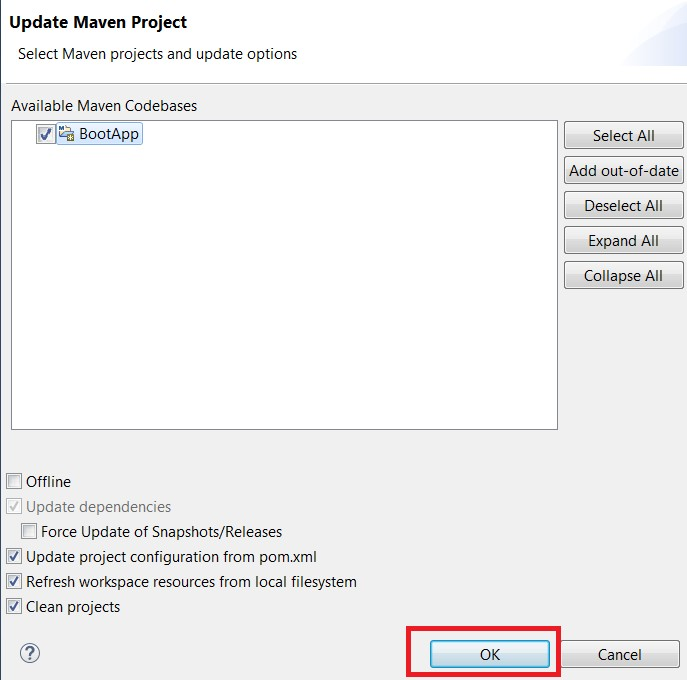 Update Maven Project
Select Maven projects and update options
Available Maven Codebases
BootApp
Select All
Add out-of-date
Deselect All
Expand All
Collapse All
Offline
Update dependencies
Force Update of Snapshots/Releases
Update project configuration from pom.xml
Refresh workspace resources from local filesystem
Clean projects
? OK Cancel